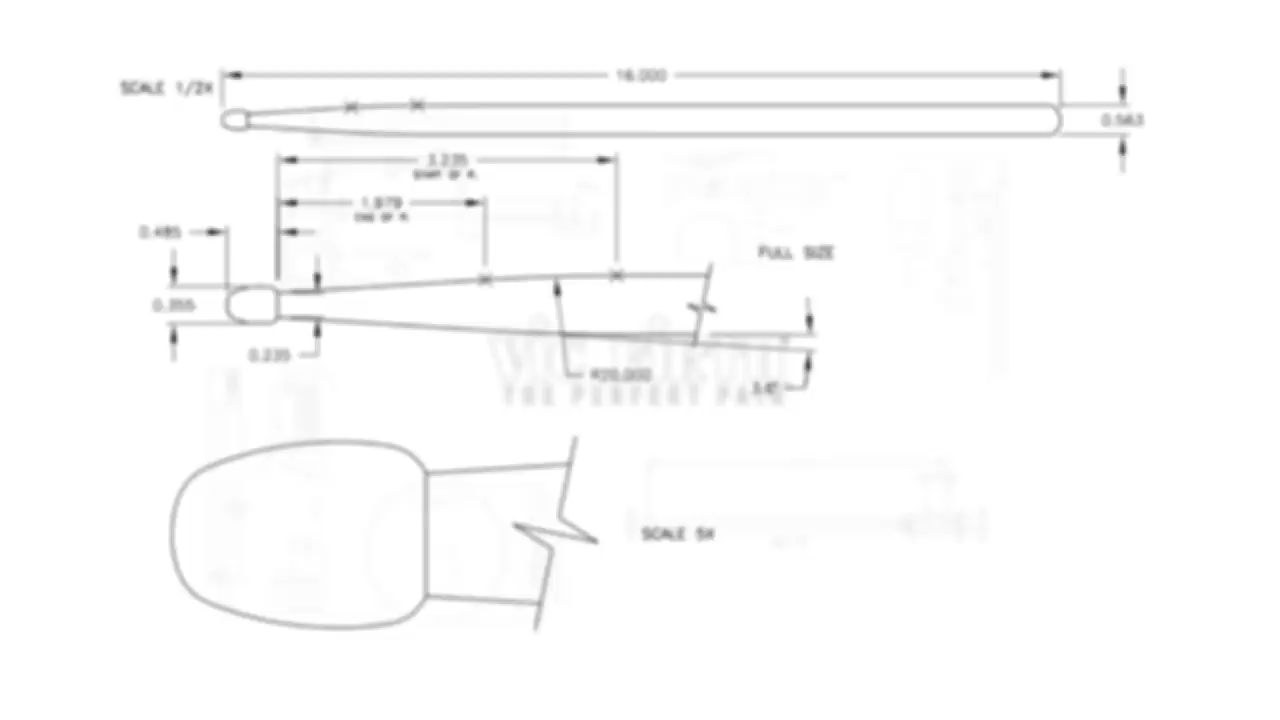 16.000
SCALE 1/2X
0.563
3.235
START OF R.
1.979
END OF R.
0.485
FULL SIZE
0.355
0.235
R20.000
THE PERFECT PAIR
SCALE 5X